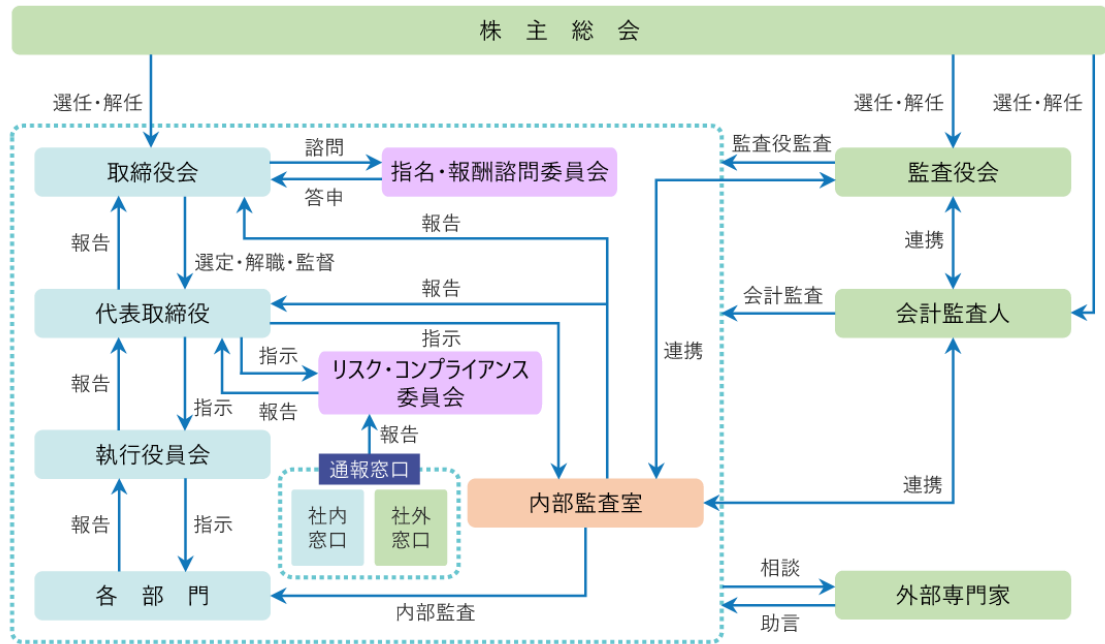 株 主 総 会
選任・解任
選任・解任
選任・解任
取締役会
諮問
答申
指名・報酬諮問委員会
監査役監査
監査役会
報告
選定・解職・監督
報告
連携
代表取締役
報告
会計監査
会計監査人
指示
指示
連携
報告
指示
報告
リスク・コンプライアンス
委員会
報告
執行役員会
通報窓口
報告
指示
社内
窓口
社外
窓口
内部監査室
連携
各 部 門
内部監査
相談
助言
外部専門家